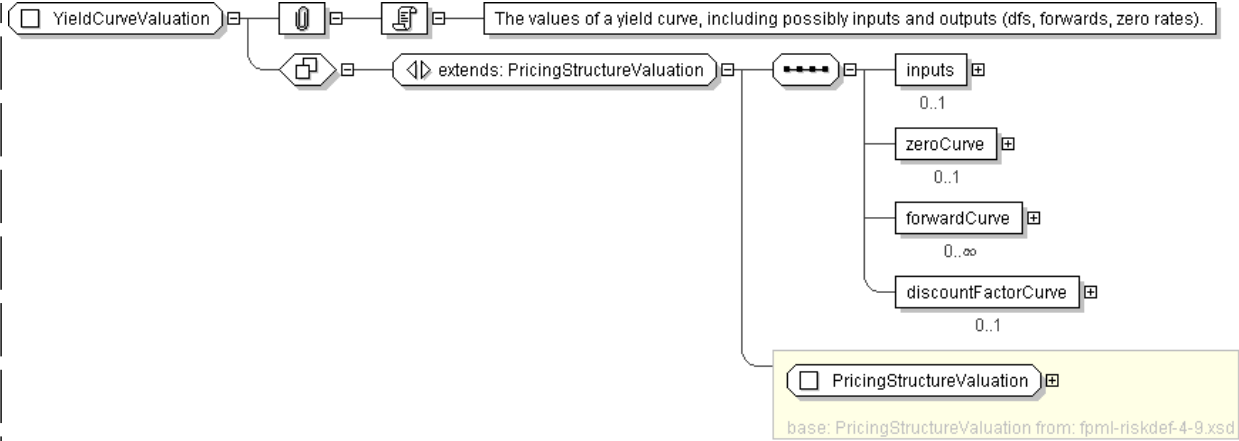 YieldCurveValuation
The values of a yield curve, including possibly inputs and outputs (dfs, forwards, zero rates).
extends: PricingStructureValuation
inputs
0..1
zeroCurve
0..1
forwardCurve
0..∞
discountFactorCurve
0..1
PricingStructureValuation
base: PricingStructureValuation from: fpml-riskdef-4-9.xsd